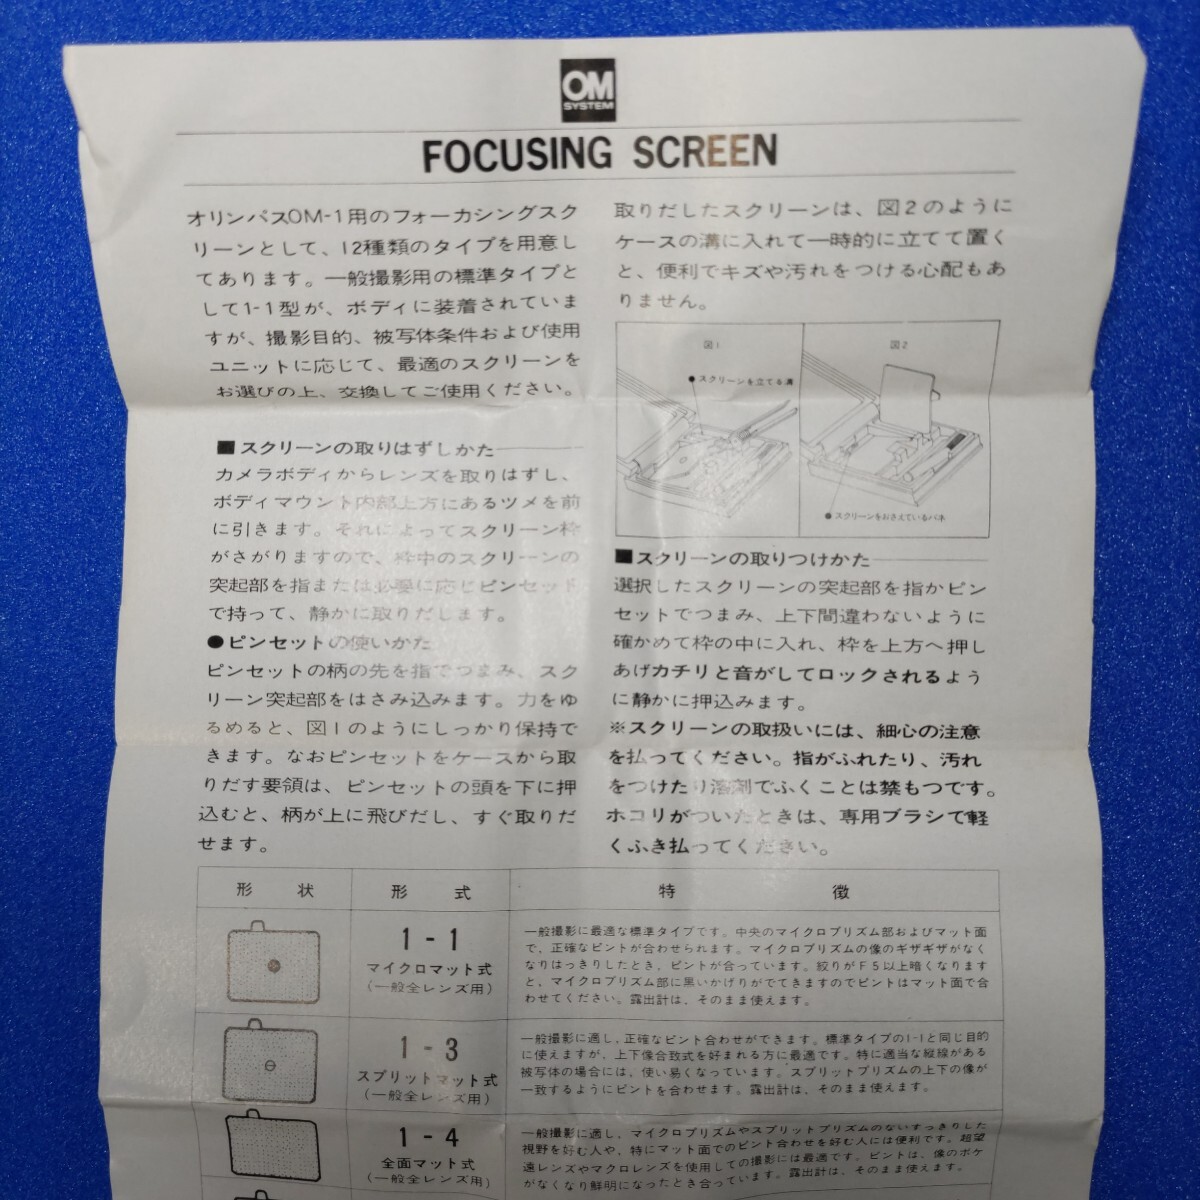 OM
SYSTEM
FOCUSING SCREEN
オリンパスOM-1用のフォーカシングスク
リーンとして、12種類のタイプを用意し
てあります。一般撮影用の標準タイプと
して1-1型が、ボディに装着されていま
すが、撮影目的、被写体条件および使用
ユニットに応じて、最適のスクリーンを
お選びの上、交換してご使用ください。
■スクリーンの取りはずしかた
カメラボディからレンズを取りはずし、
ボディマウント内部上方にあるツメを前
に引きます。それによってスクリーン枠
がさがりますので、枠中のスクリーンの
突起部を指または必要に応じピンセット
で持って、静かに取りだします。
●ピンセットの使いかた
ピンセットの柄の先を指でつまみ、スク
リーン突起部をはさみ込みます。力をゆ
るめると、図1のようにしっかり保持で
きます。なおピンセットをケースから取
りだす要領は、ピンセットの頭を下に押
込むと、柄が上に飛びだし、すぐ取りだ
せます。
取りだしたスクリーンは、図2のように
ケースの溝に入れて一時的に立てて置く
と、便利でキズや汚れをつける心配もあ
りません。
図1
●スクリーンを立てる溝
図2
●スクリーンをおさえているバネ
■スクリーンの取りつけかた
選択したスクリーンの突起部を指かピン
セットでつまみ、上下間違わないように
確かめて枠の中に入れ、枠を上方へ押し
あげカチリと音がしてロックされるよう
に静かに押込みます。
※スクリーンの取扱いには、細心の注意
を払ってください。指がふれたり、汚れ
をつけたり溶剤でふくことは禁もつです。
ホコリがついたときは、専用ブラシで軽
くふき払ってください。
形 状
形 式
特 徴
1-1
マイクロマット式
(一般全レンズ用)
一般撮影に最適な標準タイプです。中央のマイクロプリズム部およびマット面
で、正確なピントが合わせられます。マイクロプリズムの像のギザギザがなく
なりはっきりしたとき、ピントが合っています。絞りがF5以上暗くなります
と、マイクロプリズム部に黒いかげりがでてきますのでピントはマット面で合
わせてください。露出計は、そのまま使えます。
1-3
スプリットマット式
(一般全レンズ用)
一般撮影に適し、正確なピント合わせができます。標準タイプの1-1と同じ目的
に使えますが、上下像合致式を好まれる方に最適です。特に適当な縦線がある
被写体の場合には、使い易くなっています。スプリットプリズムの上下の像が
一致するようにピントを合わせます。露出計は、そのまま使えます。
1-4
全面マット式
(一般全レンズ用)
一般撮影に適し、マイクロプリズムやスプリットプリズムのないすっきりした
視野を好む人や、特にマット面でのピント合わせを好む人には便利です。超望
遠レンズやマクロレンズを使用しての撮影には最適です。ピントは、像のボケ
がなくなり鮮明になったとき合っています。露出計は、そのまま使えます。